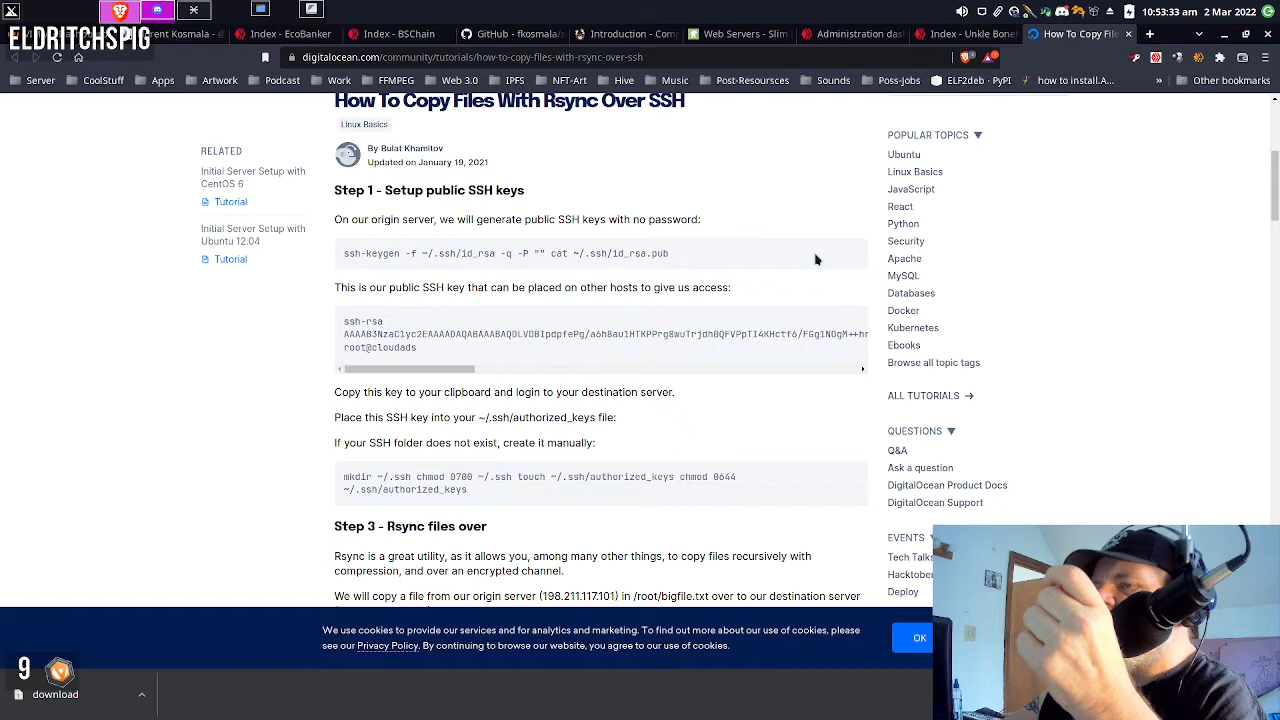 10:53:33 am
2 Mar 2022
ELDRITCHSPIG
Kosmala - @
Index - EcoBanker
Index - BSChain
GitHub - fkosmala/s
Introduction - Com
Web Servers - Slim
Administration dash
Index - Unkle Boneh
How To Copy File
digitalocean.com/community/tutorials/how-to-copy-files-with-rsync-over-ssh
Server
CoolStuff
Apps
Artwork
Podcast
Work
FFMPEG
Web 3.0
IPFS
NFT-Art
Hive
Music
Post-Resoursces
Sounds
Poss-Jobs
ELF2deb · PyPI
how to install.A...
Other bookmarks
How To Copy Files With Rsync Over SSH
Linux Basics
By Bulat Khamitov
Updated on January 19, 2021
RELATED
Initial Server Setup with
CentOS 6
Tutorial
Initial Server Setup with
Ubuntu 12.04
Tutorial
Step 1 - Setup public SSH keys
On our origin server, we will generate public SSH keys with no password:
ssh-keygen -f ~/.ssh/id_rsa -q -P "" cat ~/.ssh/id_rsa.pub
This is our public SSH key that can be placed on other hosts to give us access:
ssh-rsa
AAAAB3NzaC1yc2EAAAADAQABAAABAQDLVDBIpdpfePg/a6h8au1HTKPPrg8wuTrjdh0QFVPpTI4KHctf6/FGg1NOgM++hr
root@cloudads
Copy this key to your clipboard and login to your destination server.
Place this SSH key into your ~/.ssh/authorized_keys file:
If your SSH folder does not exist, create it manually:
mkdir ~/.ssh chmod 0700 ~/.ssh touch ~/.ssh/authorized_keys chmod 0644
~/.ssh/authorized_keys
Step 3 - Rsync files over
Rsync is a great utility, as it allows you, among many other things, to copy files recursively with
compression, and over an encrypted channel.
We will copy a file from our origin server (198.211.117.101) in /root/bigfile.txt over to our destination server
POPULAR TOPICS
Ubuntu
Linux Basics
JavaScript
React
Python
Security
Apache
MySQL
Databases
Docker
Kubernetes
Ebooks
Browse all topic tags
ALL TUTORIALS
QUESTIONS
Q&A
Ask a question
DigitalOcean Product Docs
DigitalOcean Support
EVENTS
Tech Talks
Hacktober
Deploy
We use cookies to provide our services and for analytics and marketing. To find out more about our use of cookies, please
see our Privacy Policy. By continuing to browse our website, you agree to our use of cookies.
OK
9
download